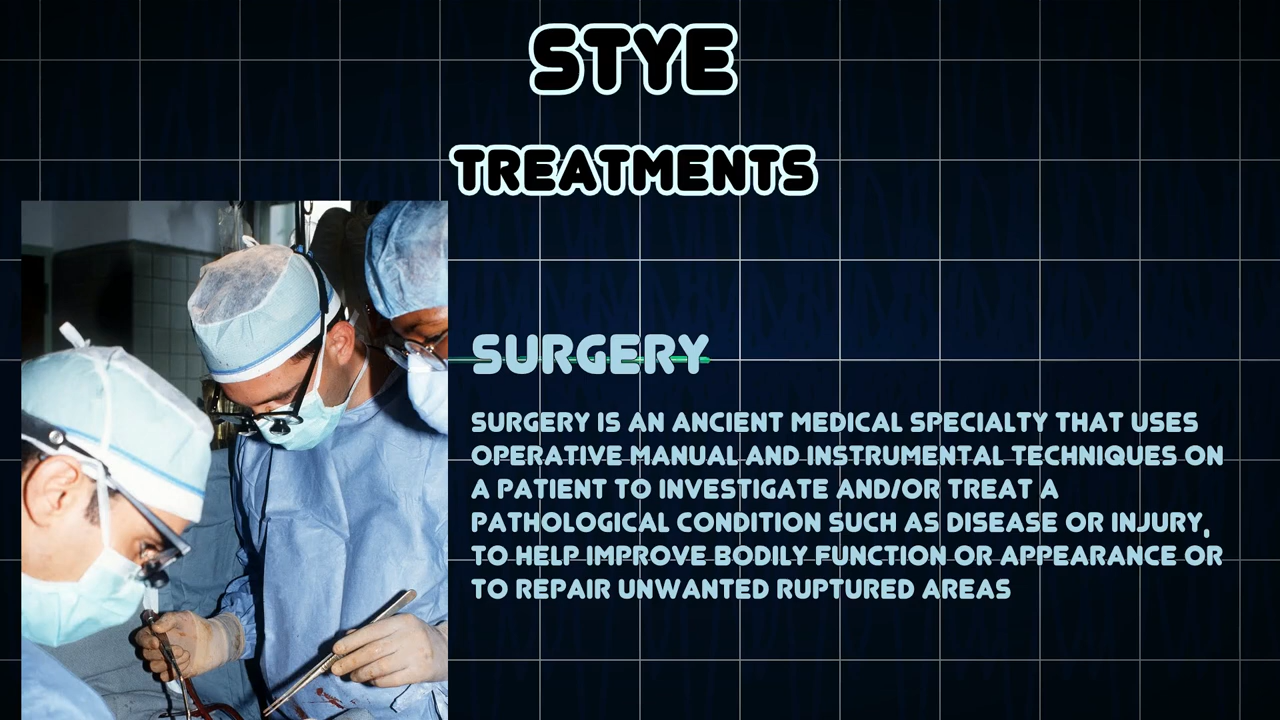 STYE
TREATMENTS
SURGERY
SURGERY IS AN ANCIENT MEDICAL SPECIALTY THAT USES
OPERATIVE MANUAL AND INSTRUMENTAL TECHNIQUES ON
A PATIENT TO INVESTIGATE AND/OR TREAT A
PATHOLOGICAL CONDITION SUCH AS DISEASE OR INJURY,
TO HELP IMPROVE BODILY FUNCTION OR APPEARANCE OR
TO REPAIR UNWANTED RUPTURED AREAS